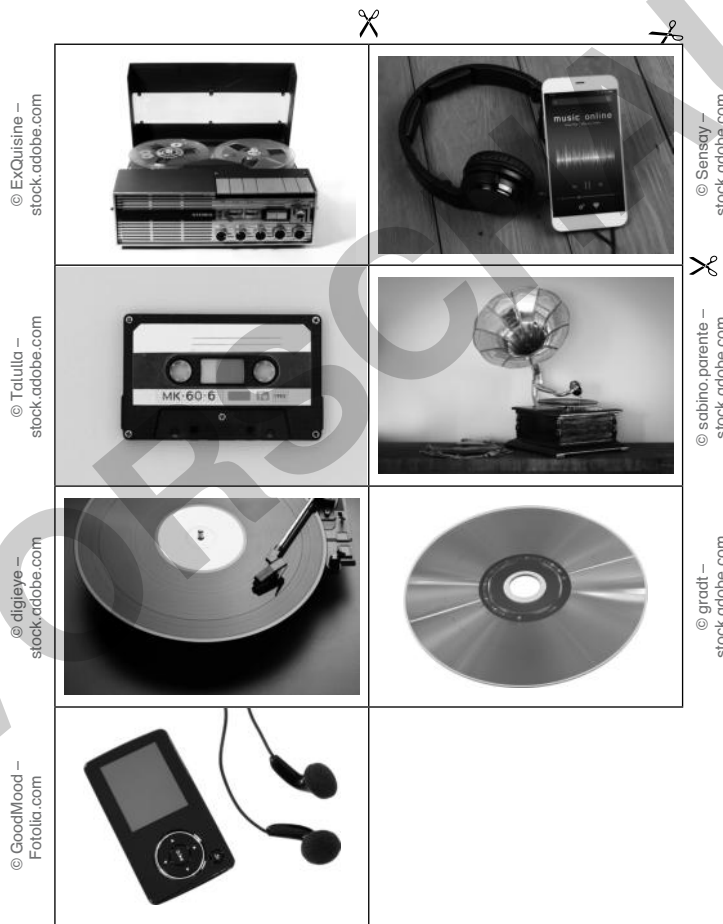 © ExQuisine –
stock.adobe.com
© Sensay –
stock.adobe.com
music online
© Talulla –
stock.adobe.com
MK-60-6
© sabino.parente –
stock.adobe.com
© digieye –
stock.adobe.com
© gradt –
stock.adobe.com
© GoodMood –
Fotolia.com
VORSCHAU